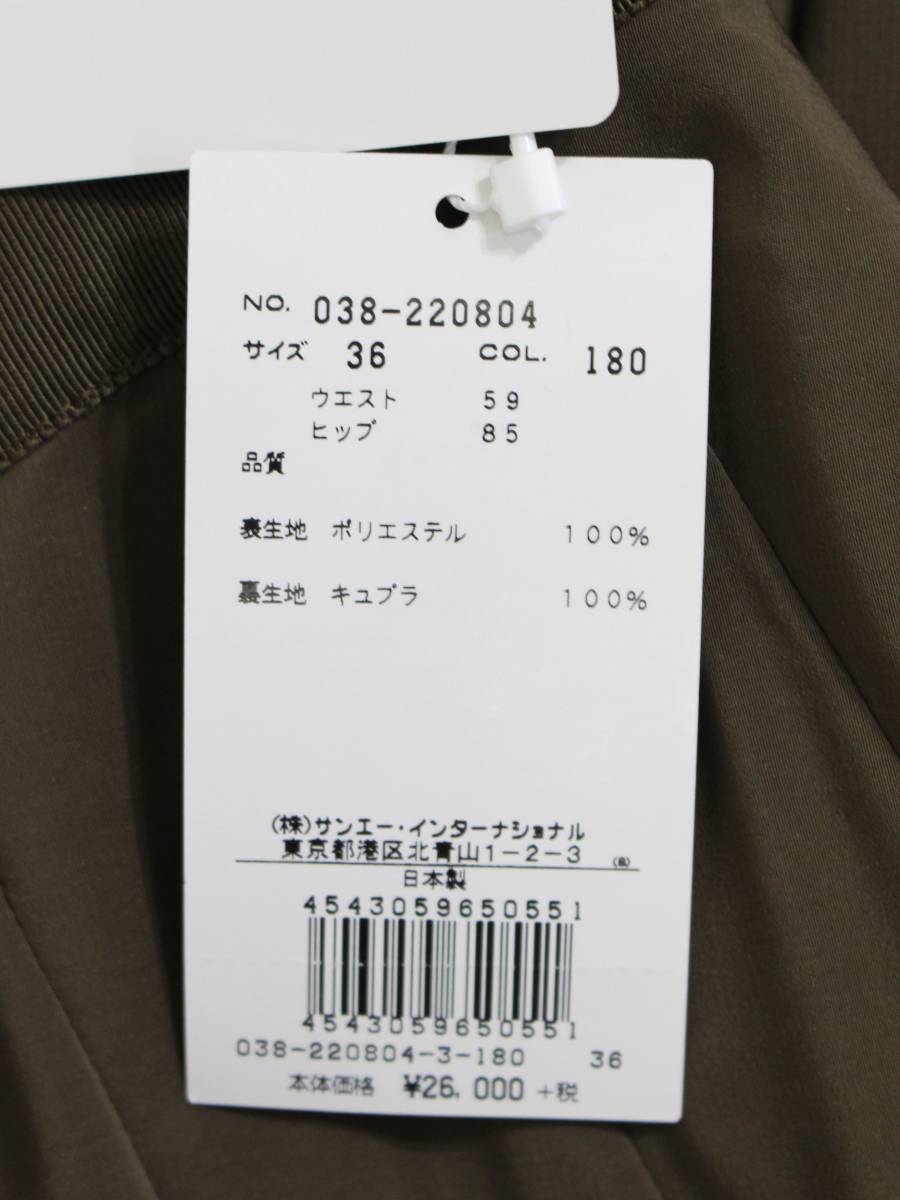 NO. 038-220804
サイズ 36 COL. 180
ウエスト 59
ヒップ 85
品質
表生地 ポリエステル 100%
裏生地 キュプラ 100%
(株)サンエー・インターナショナル
東京都港区北青山1-2-3
日本製
4543059650551
4543059650551
038-220804-3-180 36
本体価格 ¥26,000 +税